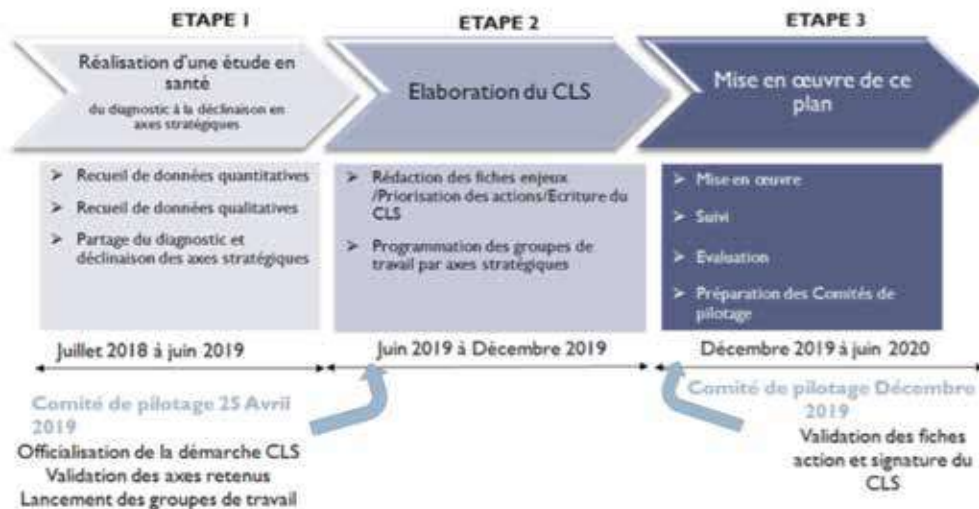 ETAPE 1
Réalisation d'une étude en
santé
du diagnostic à la déclinaison en
axes stratégiques
➢ Recueil de données quantitatives
➢ Recueil de données qualitatives
➢ Partage du diagnostic et
déclinaison des axes stratégiques
Juillet 2018 à juin 2019
Comité de pilotage 25 Avril
2019
Officialisation de la démarche CLS
Validation des axes retenus
Lancement des groupes de travail
ETAPE 2
Elaboration du CLS
➢ Rédaction des fiches enjeux
/Priorisation des actions/Ecriture du
CLS
➢ Programmation des groupes de
travail par axes stratégiques
Juin 2019 à Décembre 2019
ETAPE 3
Mise en œuvre de ce
plan
➢ Mise en œuvre
➢ Suivi
➢ Evaluation
➢ Préparation des Comités de
pilotage
Décembre 2019 à juin 2020
Comité de pilotage Décembre
2019
Validation des fiches
action et signature du
CLS